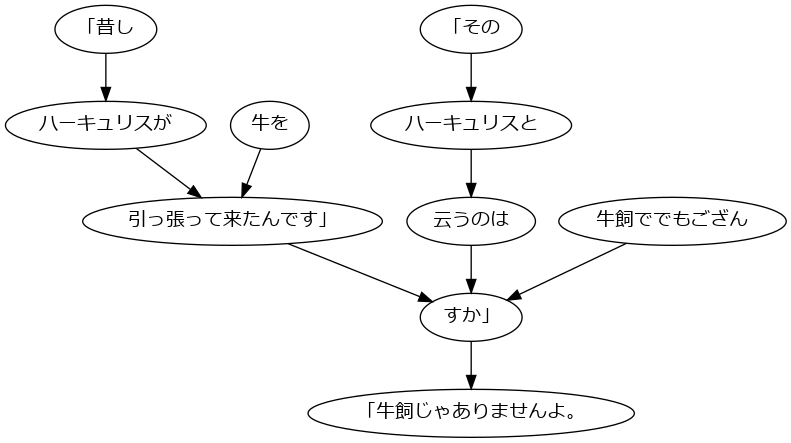 「昔し
「その
ハーキュリスが
牛を
ハーキュリスと
引っ張って来たんです」
云うのは
牛飼ででもござん
すか」
「牛飼じゃありませんよ。